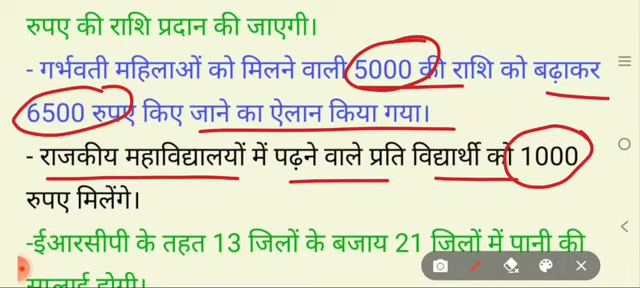 रुपए की राशि प्रदान की जाएगी।
- गर्भवती महिलाओं को मिलने वाली 5000 की राशि को बढ़ाकर
6500 रुपए किए जाने का ऐलान किया गया।
- राजकीय महाविद्यालयों में पढ़ने वाले प्रति विद्यार्थी को 1000
रुपए मिलेंगे।
-ईआरसीपी के तहत 13 जिलों के बजाय 21 जिलों में पानी की
सप्लाई होगी।